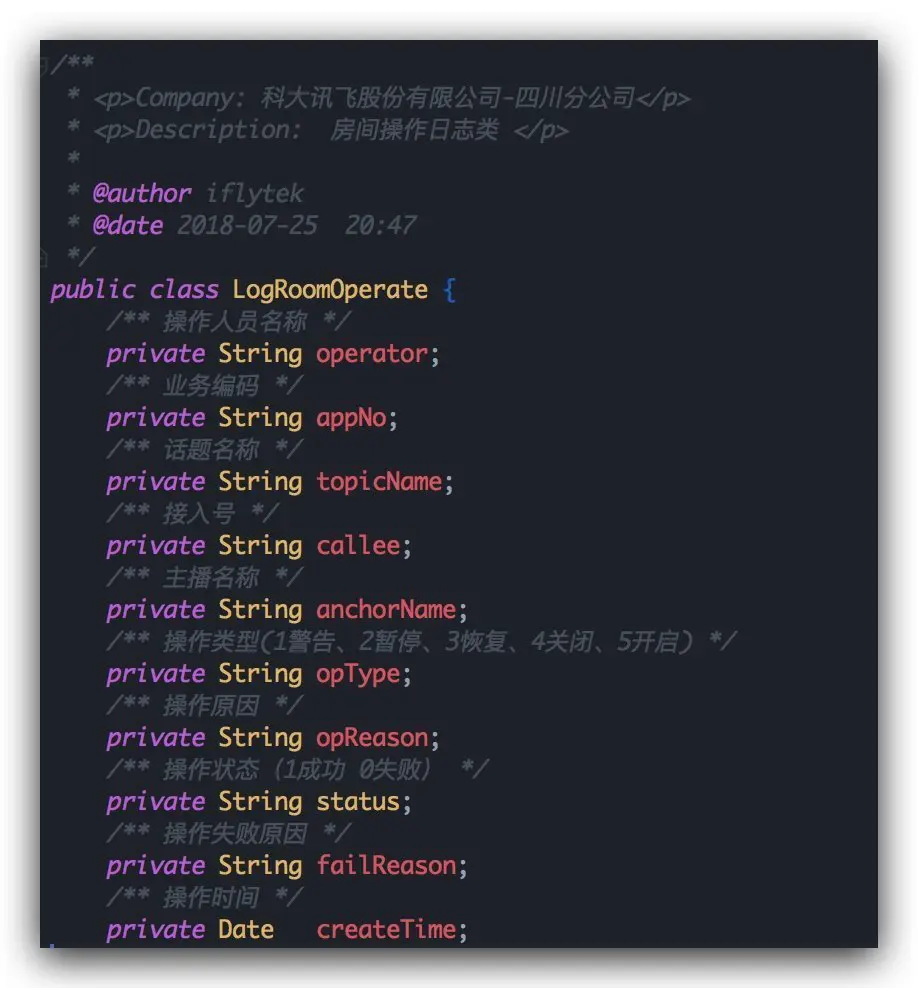 /**
 * <p>Company: 科大讯飞股份有限公司-四川分公司</p>
 * <p>Description:  房间操作日志类 </p>
 *
 * @author iflytek
 * @date 2018-07-25  20:47
 */
public class LogRoomOperate {
    /** 操作人员名称 */
    private String operator;
    /** 业务编码 */
    private String appNo;
    /** 话题名称 */
    private String topicName;
    /** 接入号 */
    private String callee;
    /** 主播名称 */
    private String anchorName;
    /** 操作类型(1警告、2暂停、3恢复、4关闭、5开启) */
    private String opType;
    /** 操作原因 */
    private String opReason;
    /** 操作状态（1成功 0失败） */
    private String status;
    /** 操作失败原因 */
    private String failReason;
    /** 操作时间 */
    private Date   createTime;